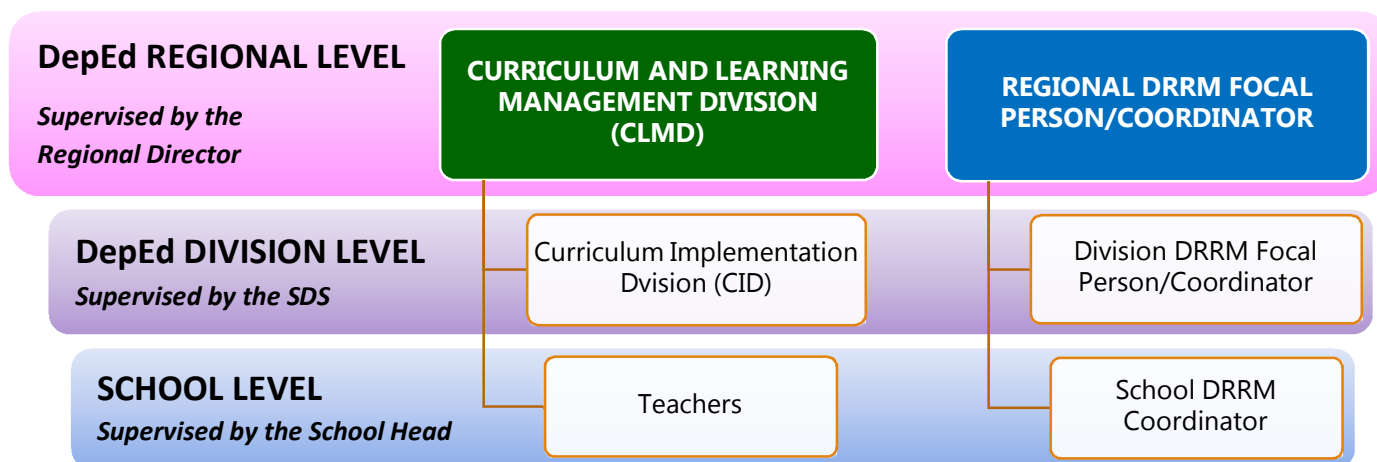 DepEd REGIONAL LEVEL
Supervised by the
Regional Director
CURRICULUM AND LEARNING
MANAGEMENT DIVISION
(CLMD)
REGIONAL DRRM FOCAL
PERSON/COORDINATOR
DepEd DIVISION LEVEL
Supervised by the SDS
Curriculum Implementation
Dvision (CID)
Division DRRM Focal
Person/Coordinator
SCHOOL LEVEL
Supervised by the School Head
Teachers
School DRRM
Coordinator